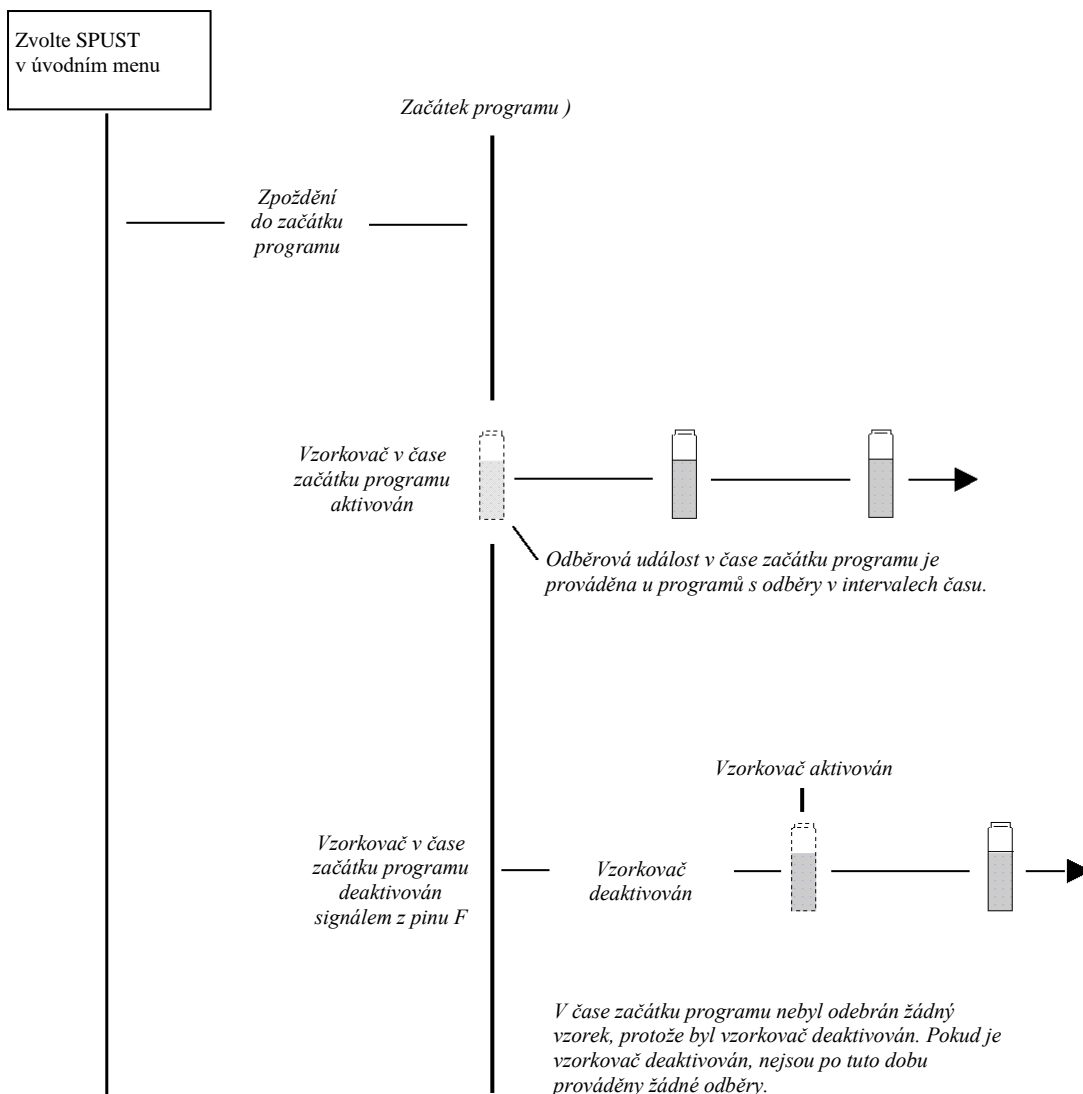 Zvolte SPUST
v úvodním menu
Začátek programu )
Zpoždění
do začátku
programu
Vzorkovač v čase
začátku programu
aktivován
Odběrová událost v čase začátku programu je
prováděna u programů s odběry v intervalech času.
Vzorkovač aktivován
Vzorkovač v čase
začátku programu
deaktivován
signálem z pinu F
Vzorkovač
deaktivován
V čase začátku programu nebyl odebrán žádný
vzorek, protože byl vzorkovač deaktivován. Pokud je
vzorkovač deaktivován, nejsou po tuto dobu
prováděny žádné odběry.